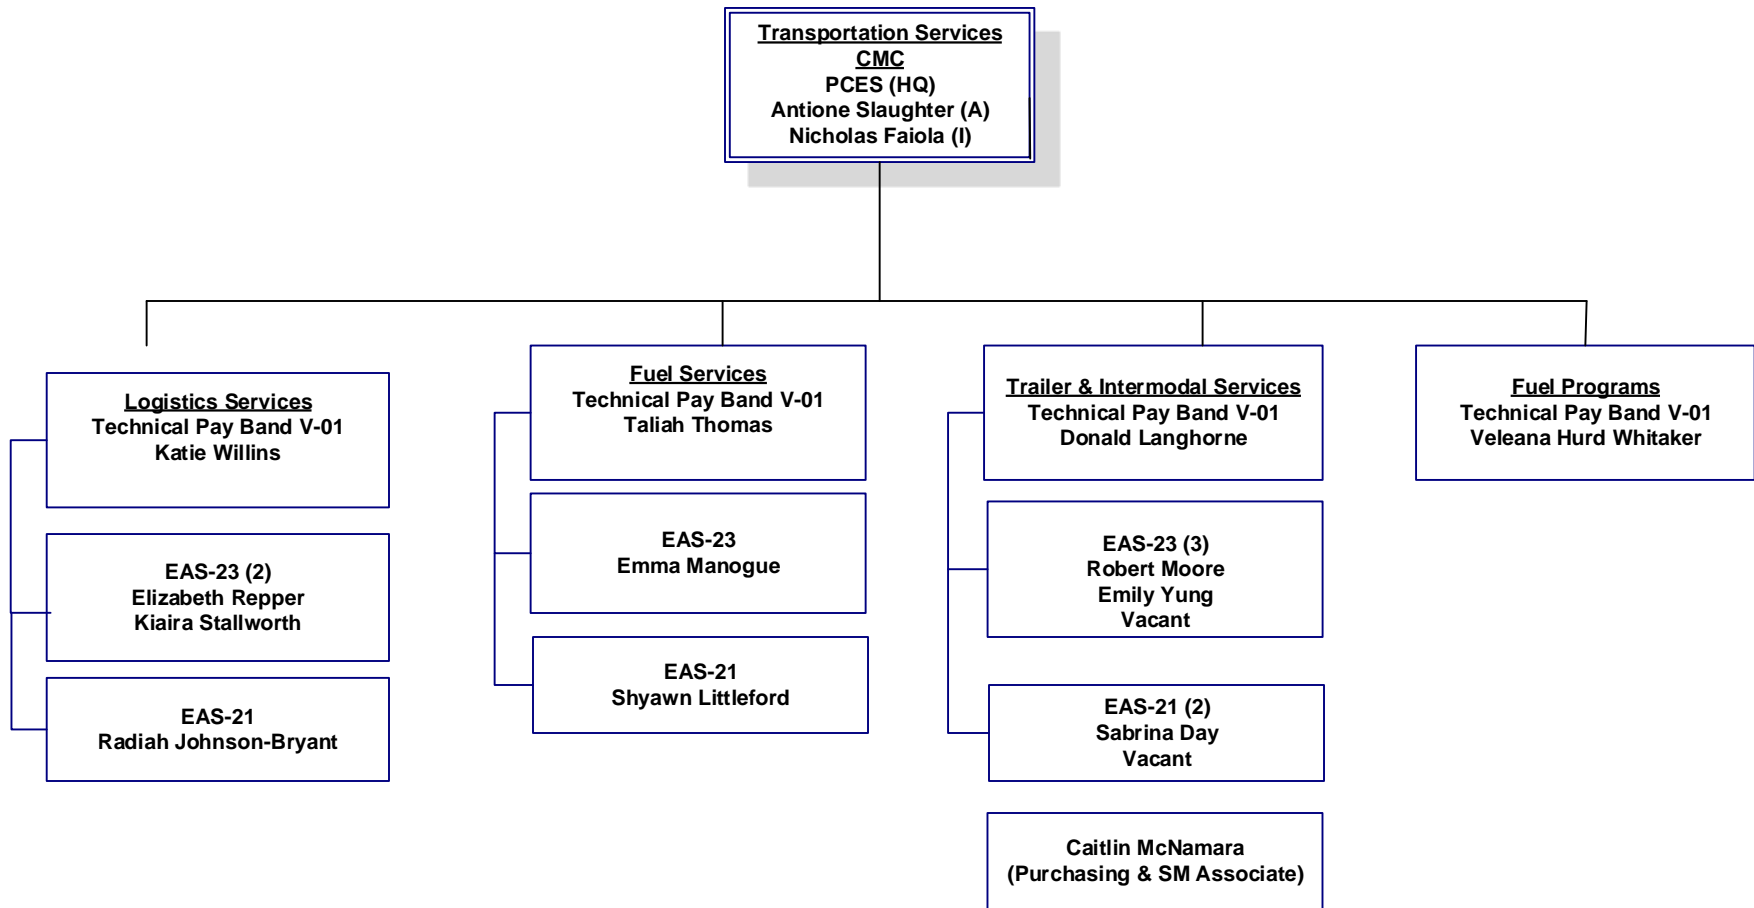 Transportation Services
CMC
PCES (HQ)
Antione Slaughter (A)
Nicholas Faiola (I)
Logistics Services
Technical Pay Band V-01
Katie Willins
EAS-23 (2)
Elizabeth Repper
Kiaira Stallworth
EAS-21
Radiah Johnson-Bryant
Fuel Services
Technical Pay Band V-01
Taliah Thomas
EAS-23
Emma Manogue
EAS-21
Shyawn Littleford
Trailer & Intermodal Services
Technical Pay Band V-01
Donald Langhorne
EAS-23 (3)
Robert Moore
Emily Yung
Vacant
EAS-21 (2)
Sabrina Day
Vacant
Caitlin McNamara
(Purchasing & SM Associate)
Fuel Programs
Technical Pay Band V-01
Veleana Hurd Whitaker